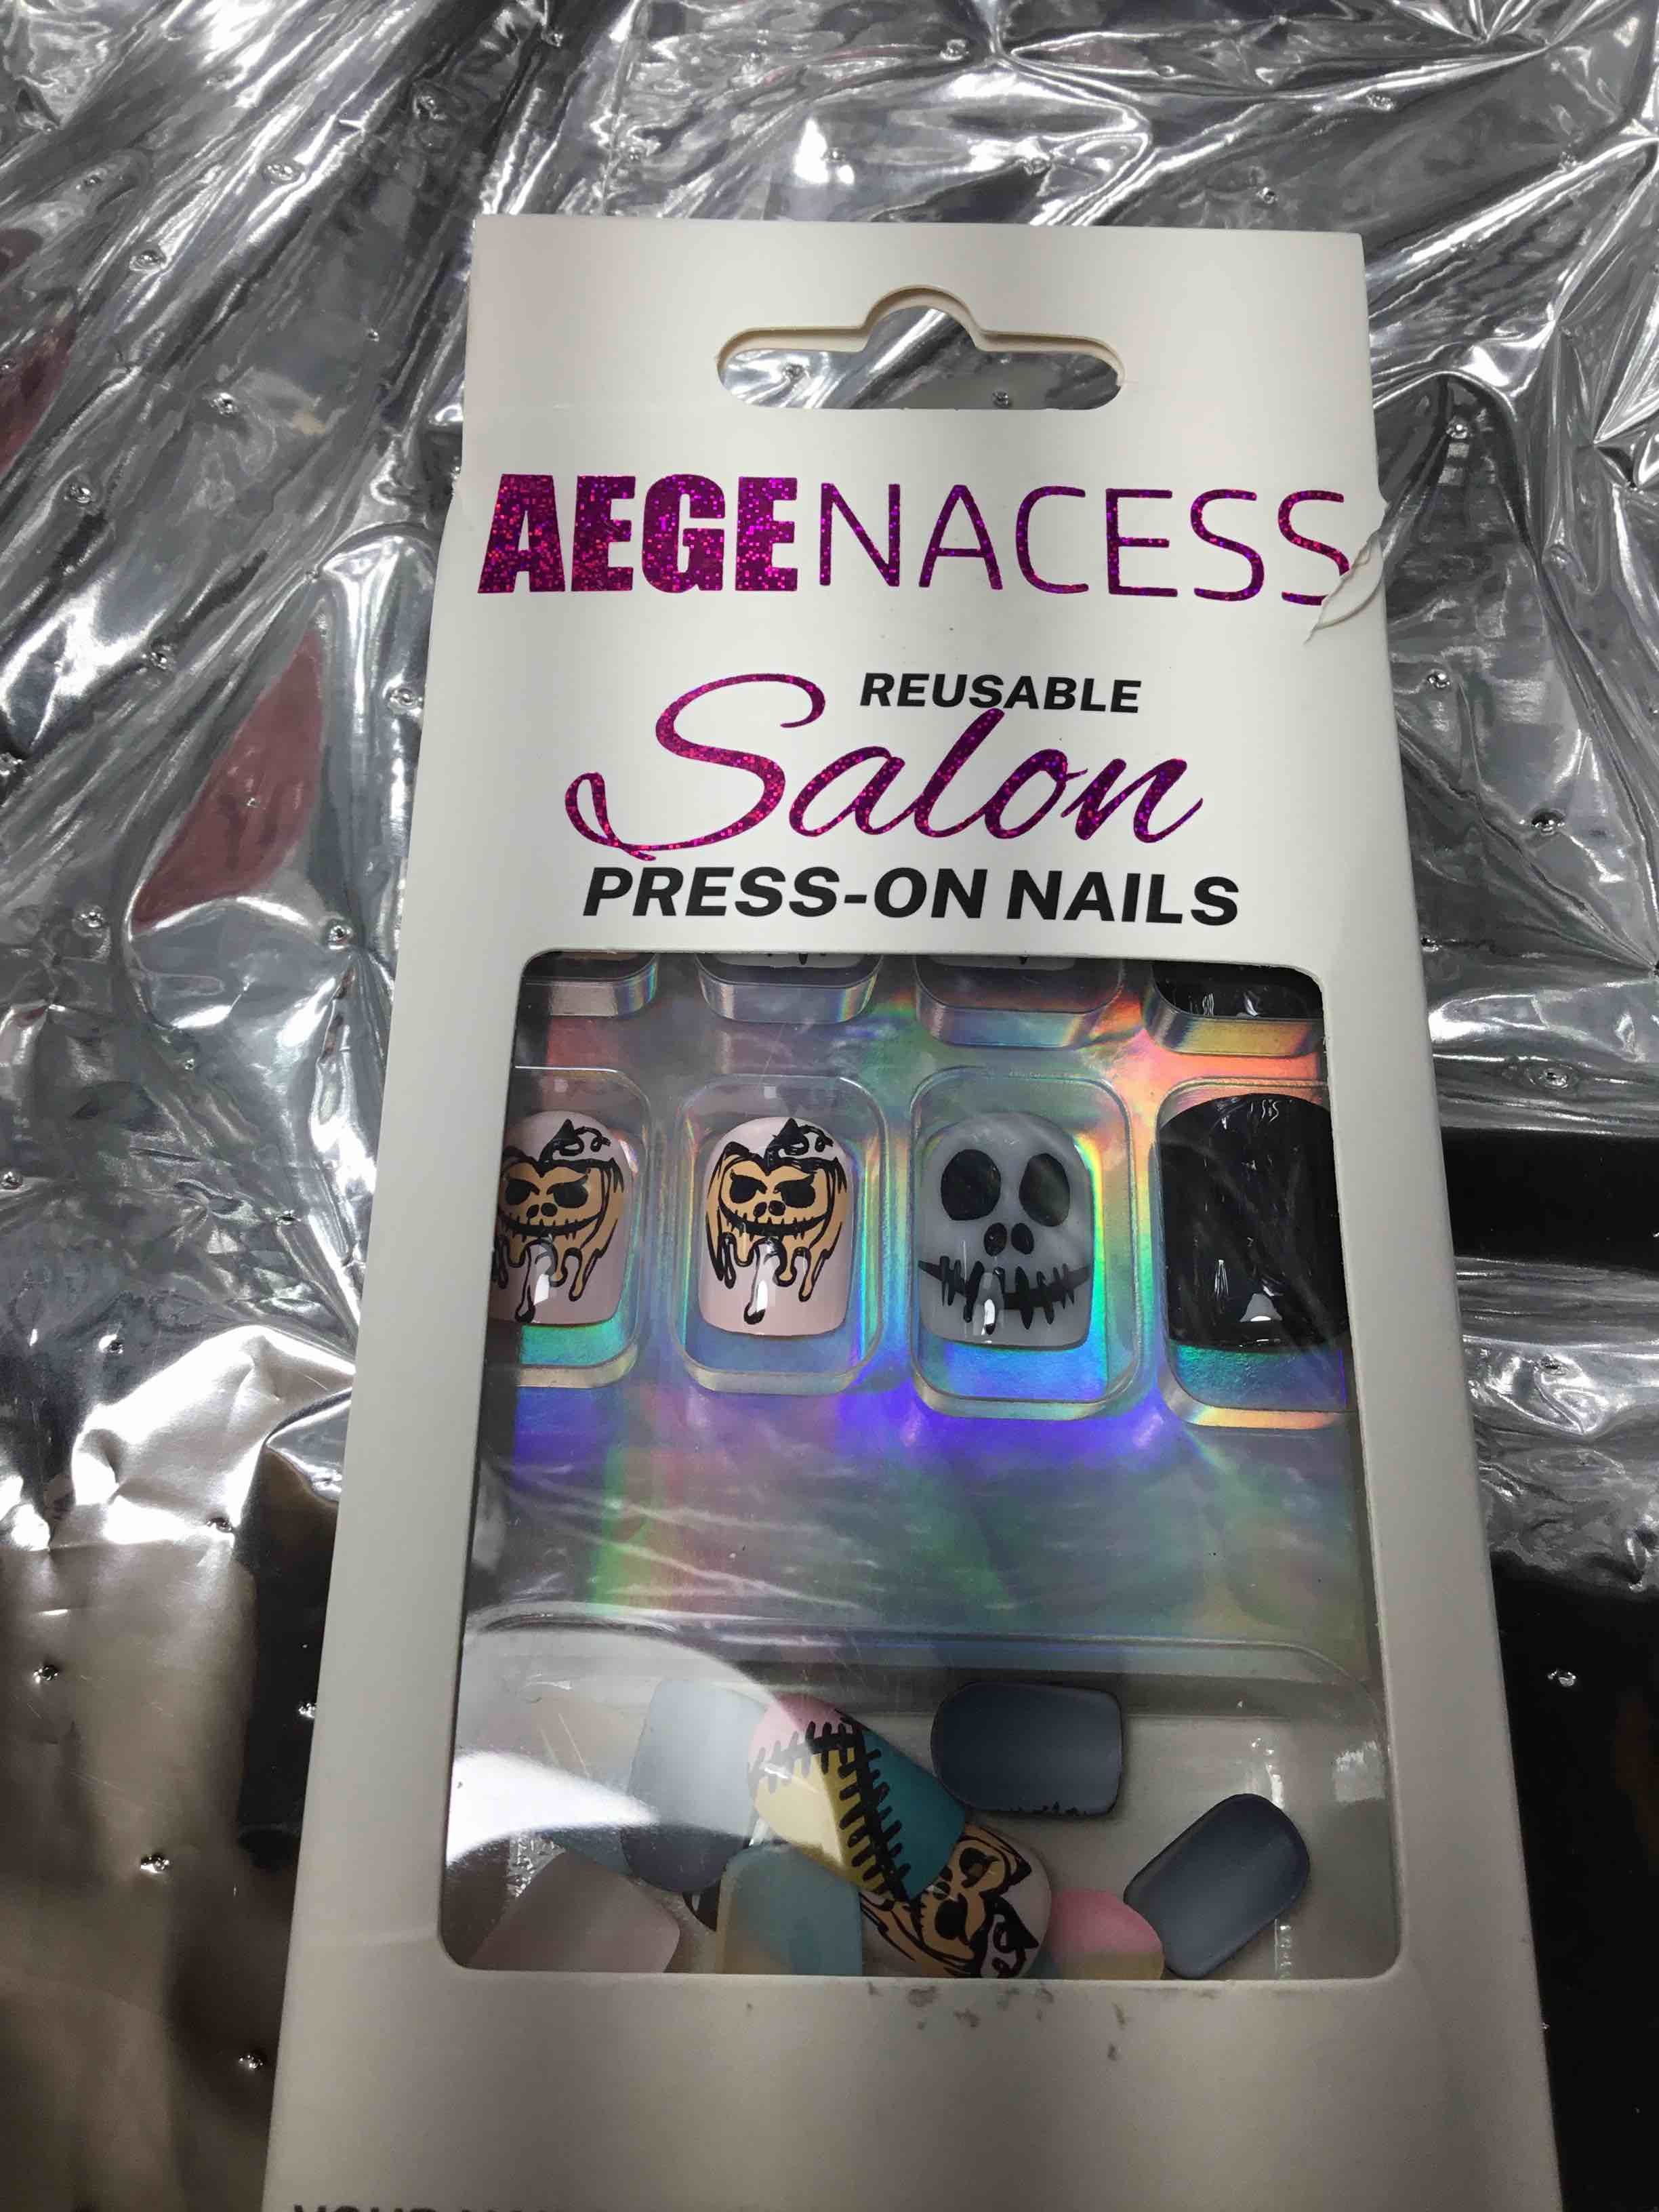 AEGENACESS
REUSABLE
Salon
PRESS-ON NAILS